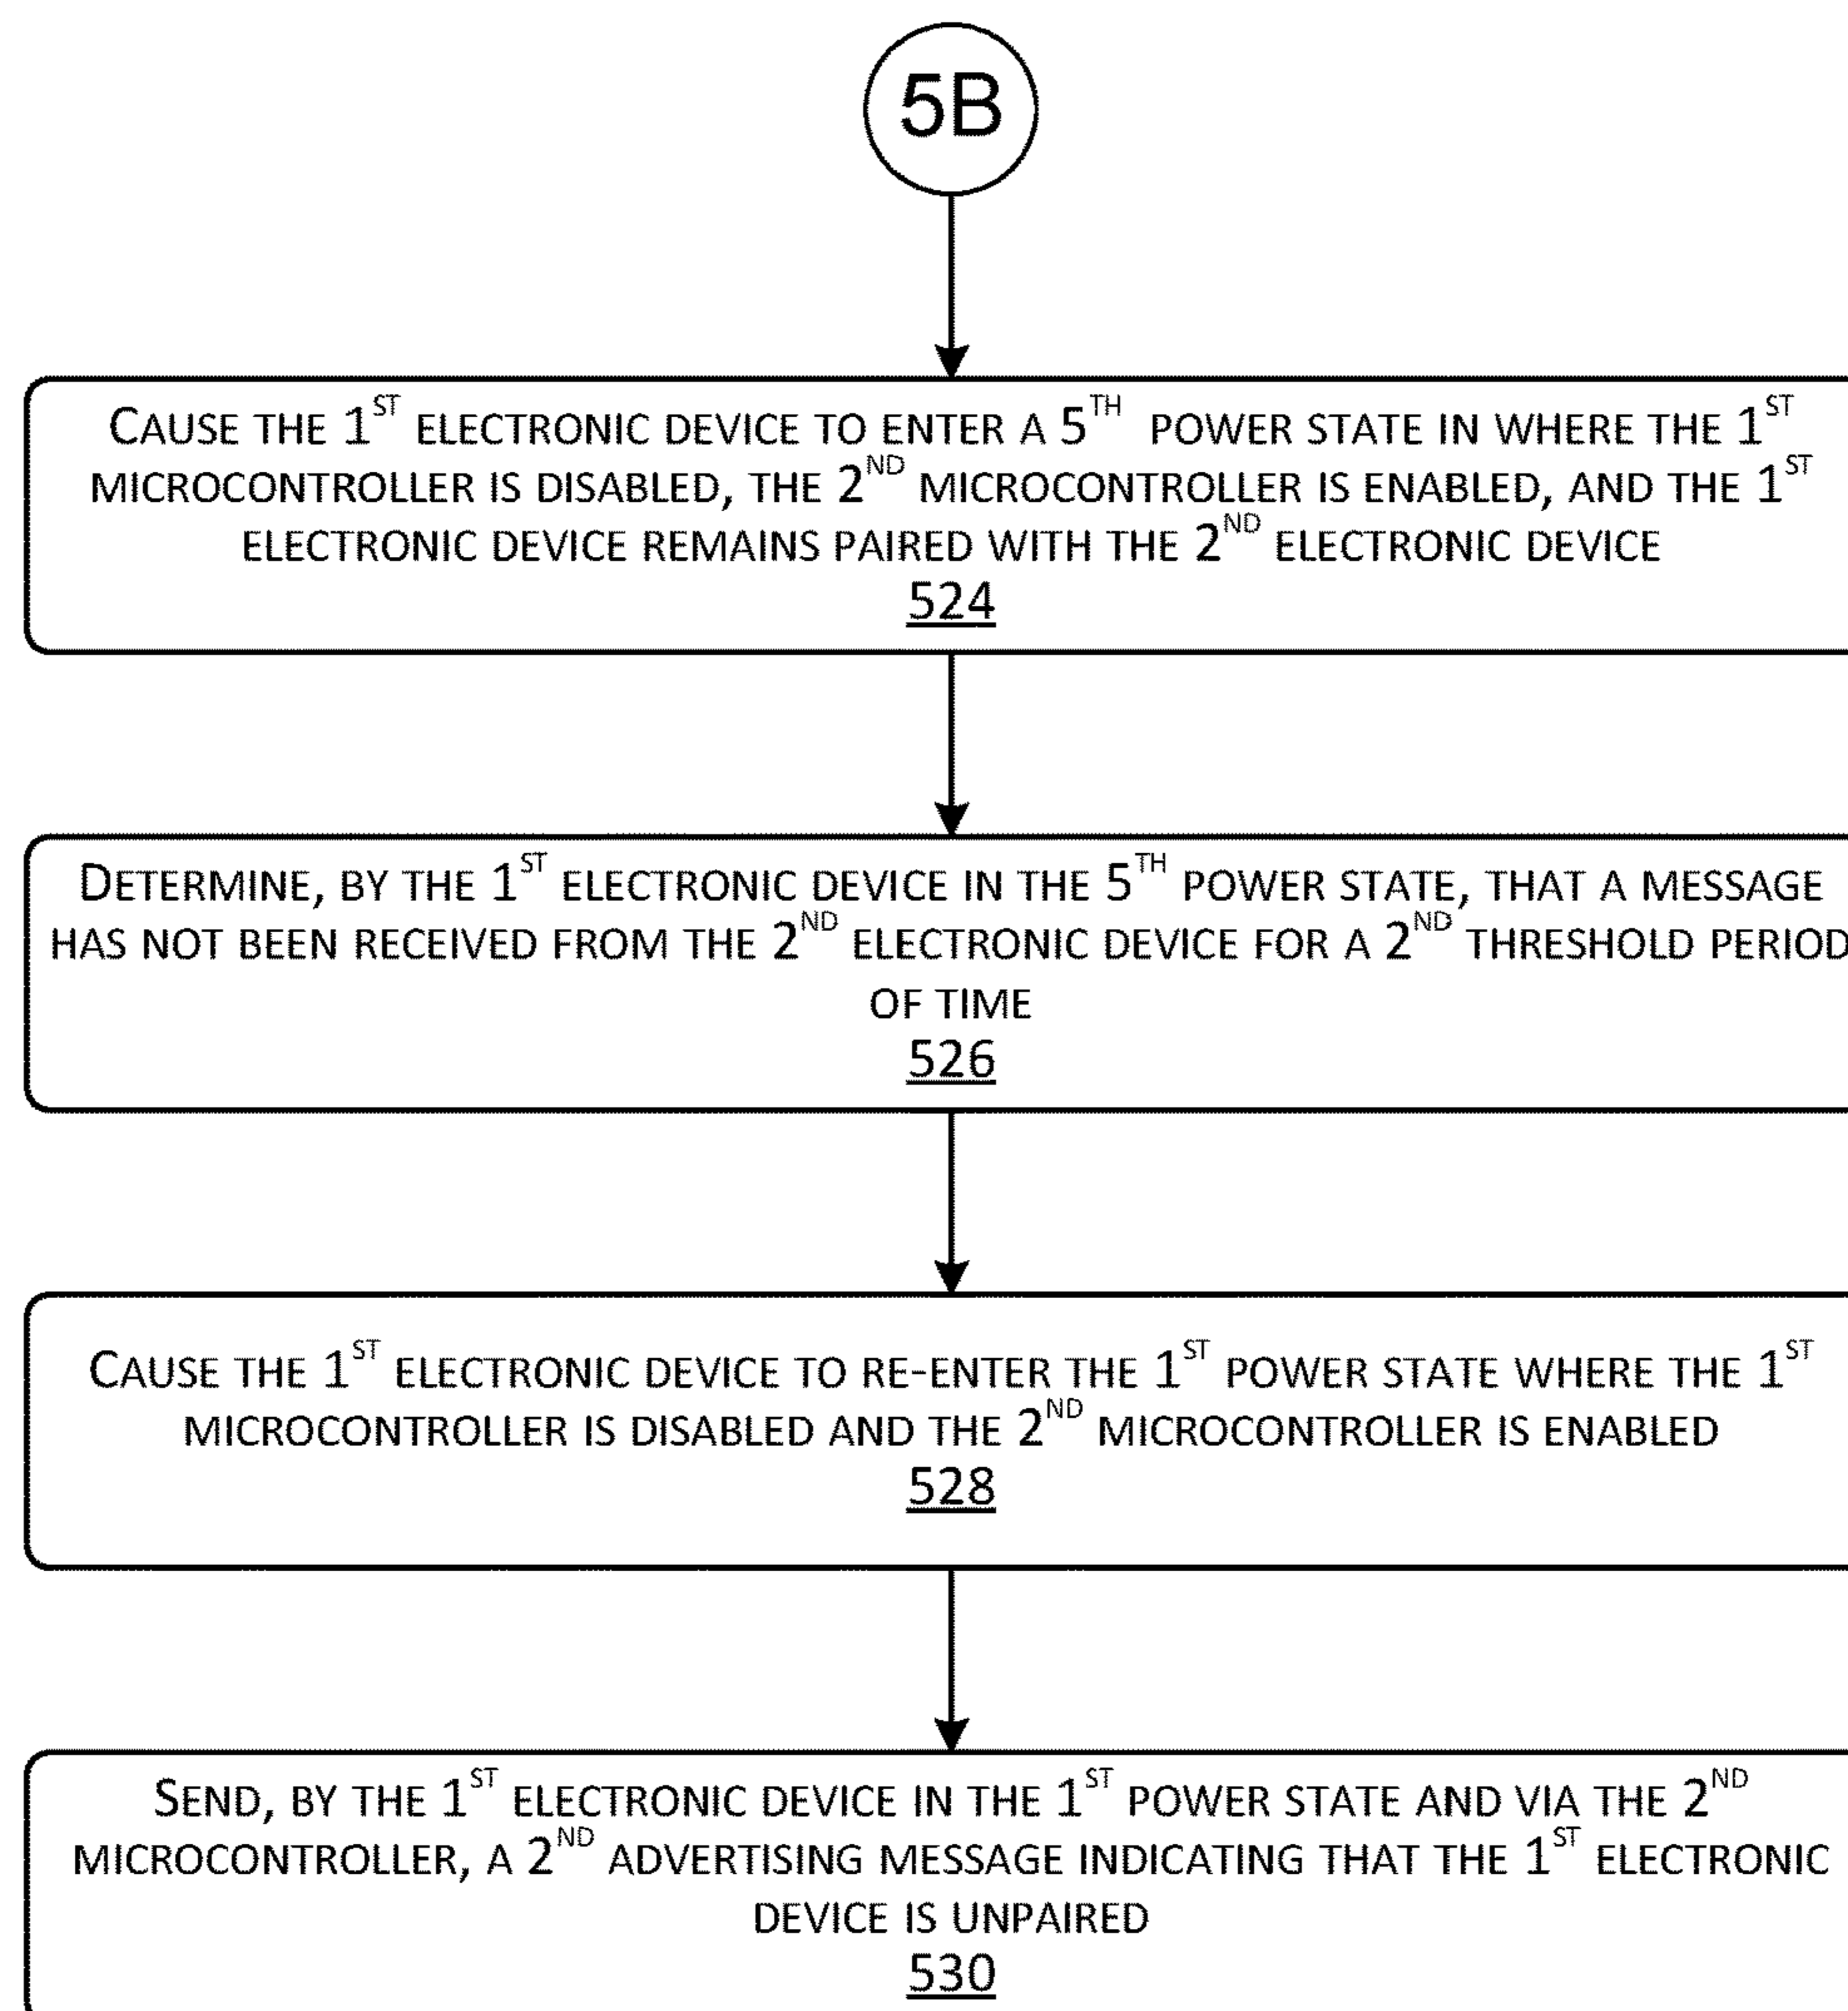 5B
CAUSE THE 1ST ELECTRONIC DEVICE TO ENTER A 5TH POWER STATE IN WHERE THE 1ST
MICROCONTROLLER IS DISABLED, THE 2ND MICROCONTROLLER IS ENABLED, AND THE 1ST
ELECTRONIC DEVICE REMAINS PAIRED WITH THE 2ND ELECTRONIC DEVICE
524
DETERMINE, BY THE 1ST ELECTRONIC DEVICE IN THE 5TH POWER STATE, THAT A MESSAGE
HAS NOT BEEN RECEIVED FROM THE 2ND ELECTRONIC DEVICE FOR A 2ND THRESHOLD PERIOD
OF TIME
526
CAUSE THE 1ST ELECTRONIC DEVICE TO RE-ENTER THE 1ST POWER STATE WHERE THE 1ST
MICROCONTROLLER IS DISABLED AND THE 2ND MICROCONTROLLER IS ENABLED
528
SEND, BY THE 1ST ELECTRONIC DEVICE IN THE 1ST POWER STATE AND VIA THE 2ND
MICROCONTROLLER, A 2ND ADVERTISING MESSAGE INDICATING THAT THE 1ST ELECTRONIC
DEVICE IS UNPAIRED
530